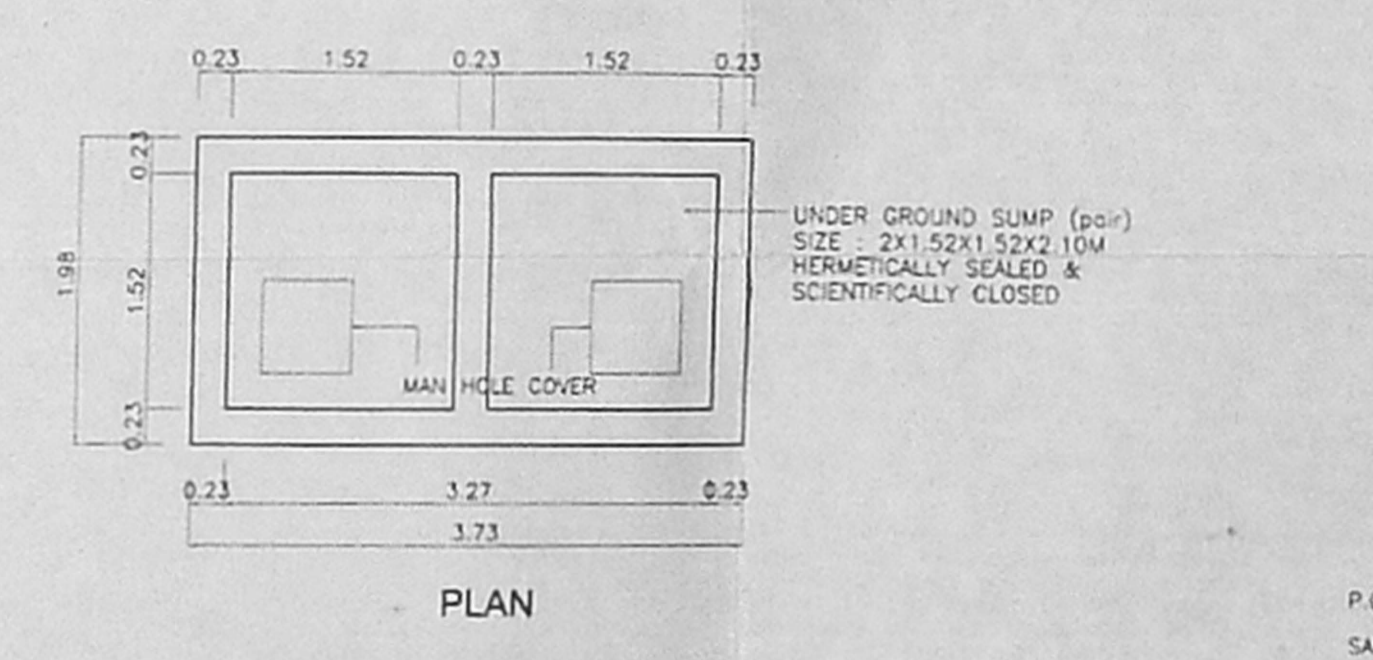 0.23 1.52 0.23 1.52 0.23
0.23
1.98
1.52
0.23
UNDER GROUND SUMP (pair)
SIZE : 2X1.52X1.52X2.10M
HERMETICALLY SEALED &
SCIENTIFICALLY CLOSED
MAN HOLE COVER
0.23 3.27 0.23
3.73
PLAN
SA